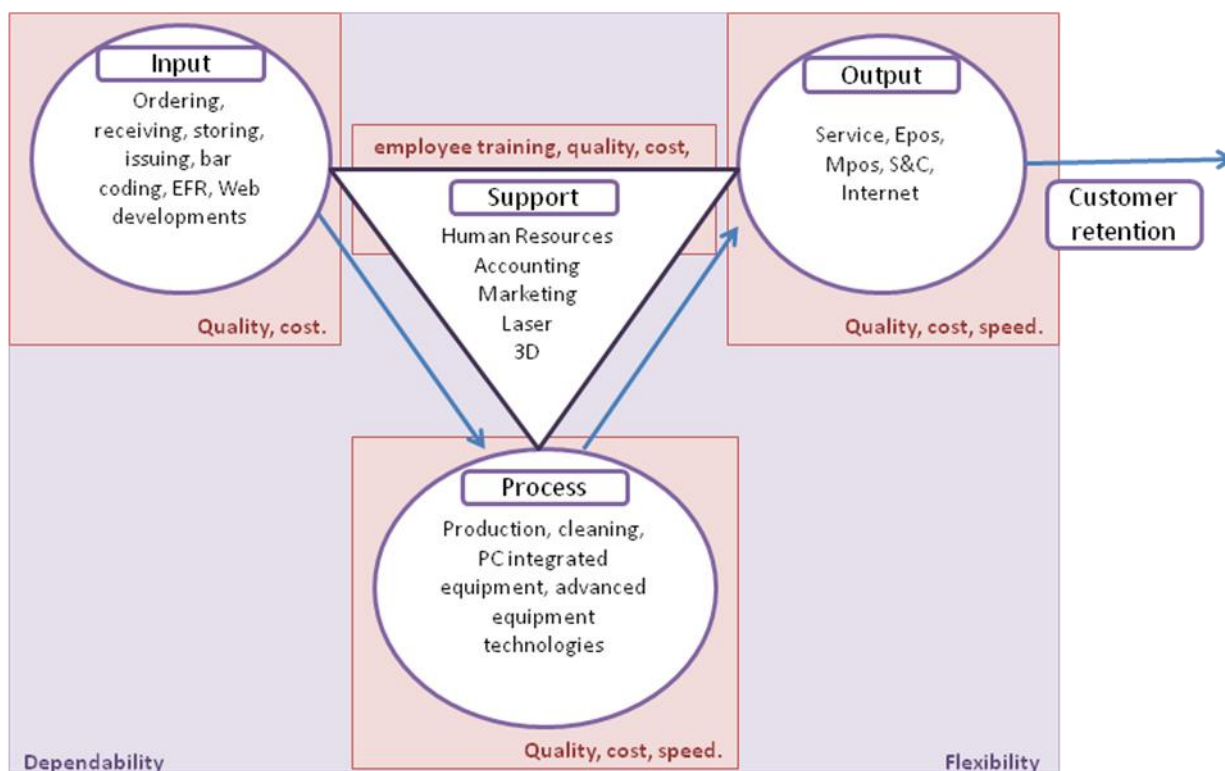 Input
Ordering,
receiving, storing,
issuing, bar
coding, EFR, Web
developments
Quality, cost.
employee training, quality, cost,
Support
Human Resources
Accounting
Marketing
Laser
3D
Output
Service, Epos,
Mpos, S&C,
Internet
Quality, cost, speed.
Customer
retention
Process
Production, cleaning,
PC integrated
equipment, advanced
equipment
technologies
Quality, cost, speed.
Dependability
Flexibility